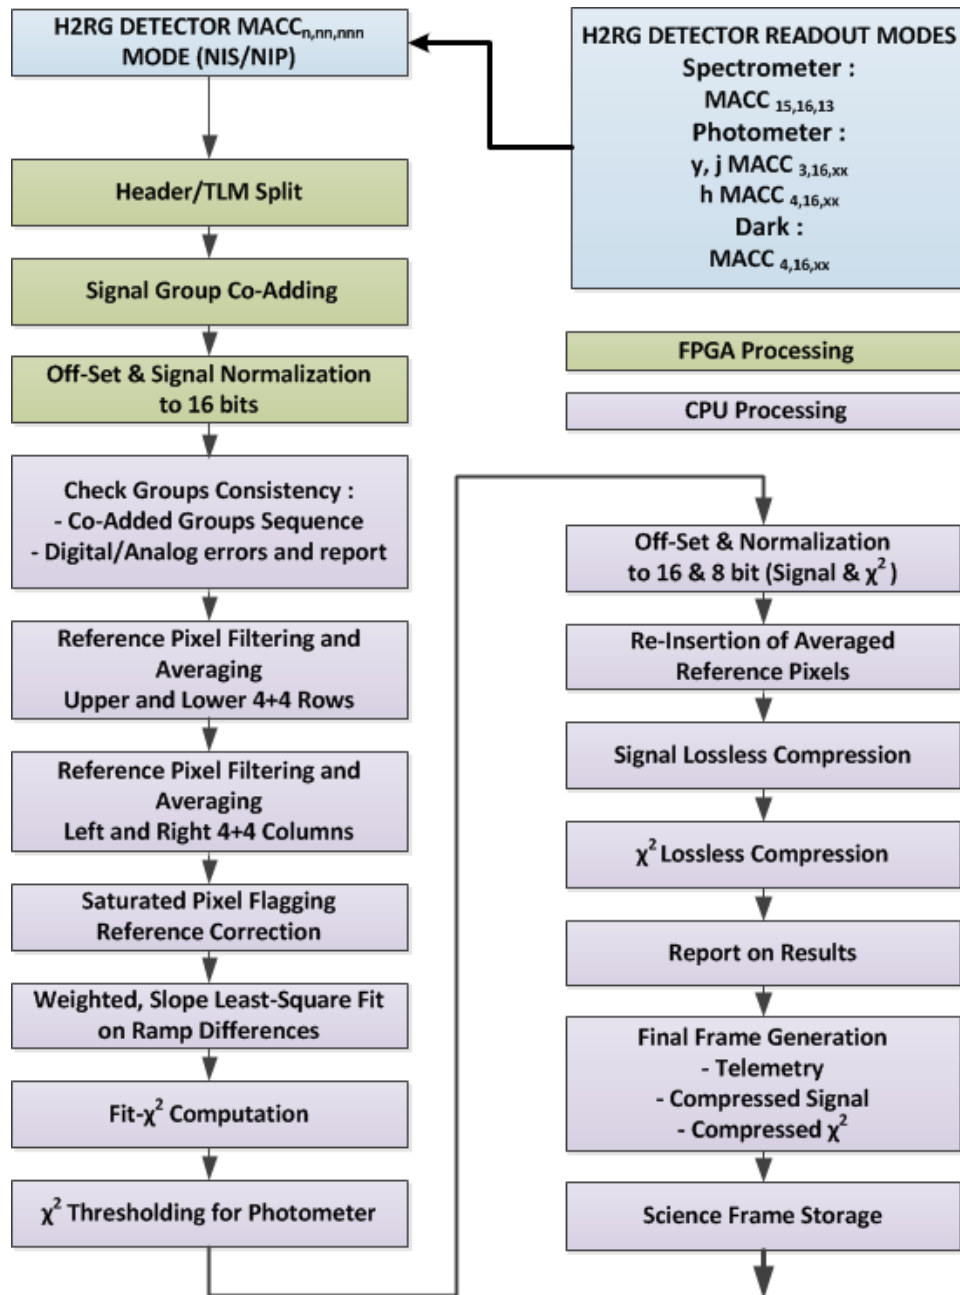 H2RG DETECTOR MACCn,nn,nnn
MODE (NIS/NIP)
Header/TLM Split
Signal Group Co-Adding
Off-Set & Signal Normalization
to 16 bits
Check Groups Consistency :
- Co-Added Groups Sequence
- Digital/Analog errors and report
Reference Pixel Filtering and
Averaging
Upper and Lower 4+4 Rows
Reference Pixel Filtering and
Averaging
Left and Right 4+4 Columns
Saturated Pixel Flagging
Reference Correction
Weighted, Slope Least-Square Fit
on Ramp Differences
Fit-χ² Computation
χ² Thresholding for Photometer
H2RG DETECTOR READOUT MODES
Spectrometer :
MACC 15,16,13
Photometer :
y, j MACC 3,16,xx
h MACC 4,16,xx
Dark :
MACC 4,16,xx
FPGA Processing
CPU Processing
Off-Set & Normalization
to 16 & 8 bit (Signal & χ² )
Re-Insertion of Averaged
Reference Pixels
Signal Lossless Compression
χ² Lossless Compression
Report on Results
Final Frame Generation
- Telemetry
- Compressed Signal
- Compressed χ²
Science Frame Storage